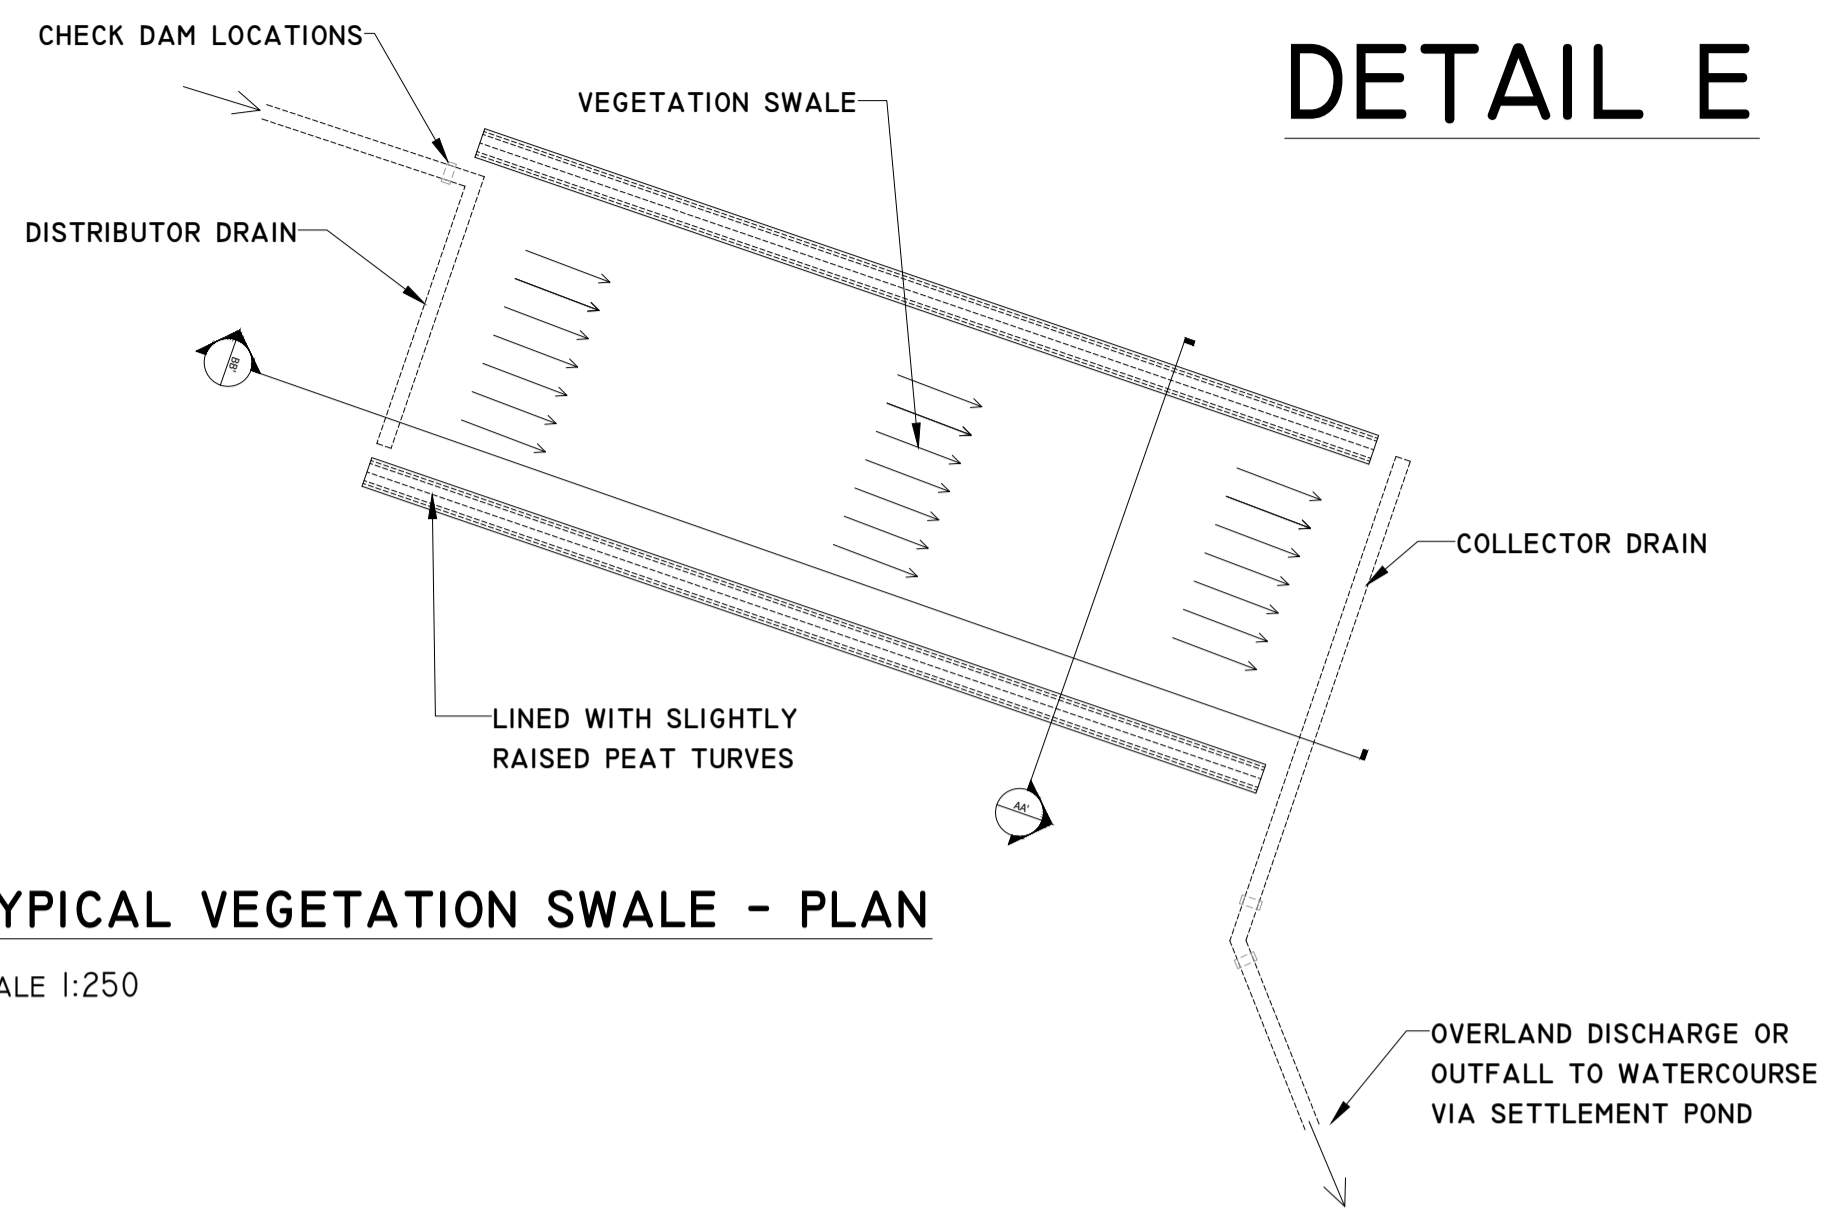 CHECK DAM LOCATIONS
DETAIL E
VEGETATION SWALE
DISTRIBUTOR DRAIN
BB'
COLLECTOR DRAIN
LINED WITH SLIGHTLY
RAISED PEAT TURVES
AA'
YPICAL VEGETATION SWALE - PLAN
ALE 1:250
OVERLAND DISCHARGE OR
OUTFALL TO WATERCOURSE
VIA SETTLEMENT POND